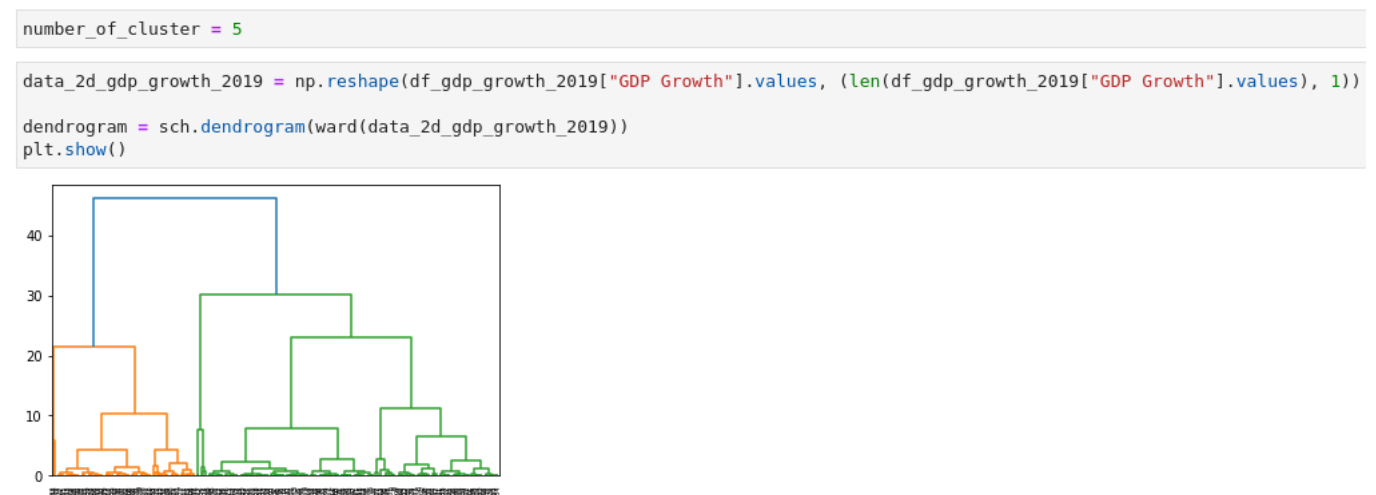 number_of_cluster = 5
data_2d_gdp_growth_2019 = np.reshape(df_gdp_growth_2019["GDP Growth"].values, (len(df_gdp_growth_2019["GDP Growth"].values), 1))
dendrogram = sch.dendrogram(ward(data_2d_gdp_growth_2019))
plt.show()
40
30
20
10
0